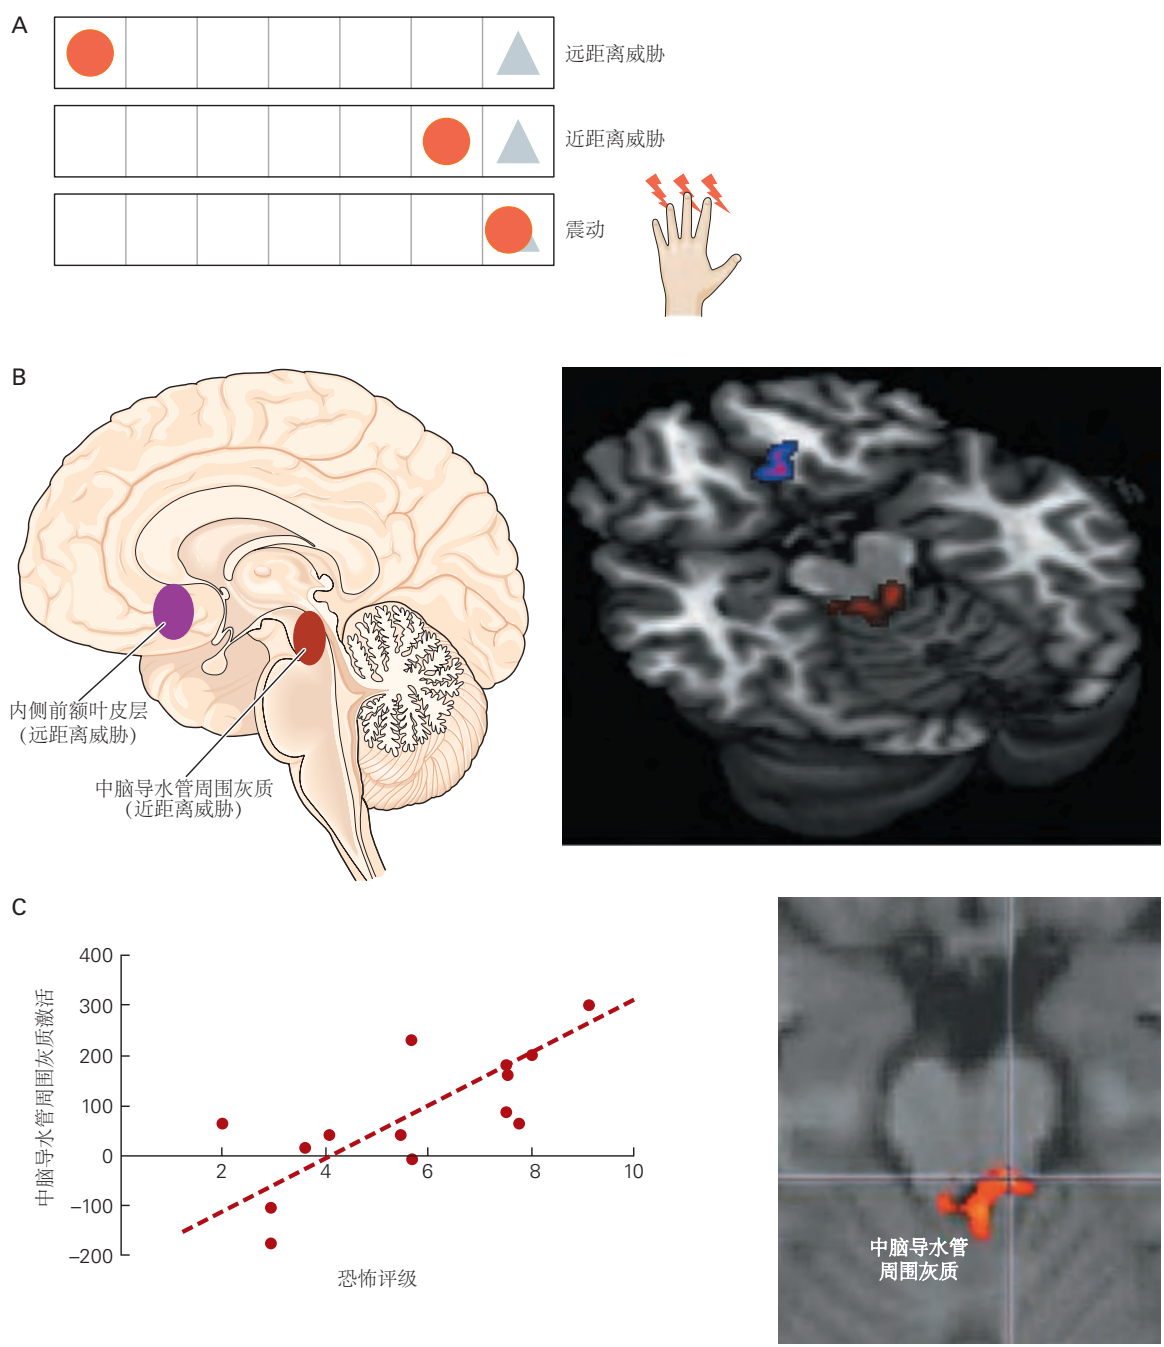 A
远距离威胁
近距离威胁
震动
B
内侧前额叶皮层
(远距离威胁)
中脑导水管周围灰质
(近距离威胁)
C
中脑导水管周围灰质激活
400
300
200
100
0
–100
–200
2
4
6
8
10
恐怖评级
中脑导水管
周围灰质